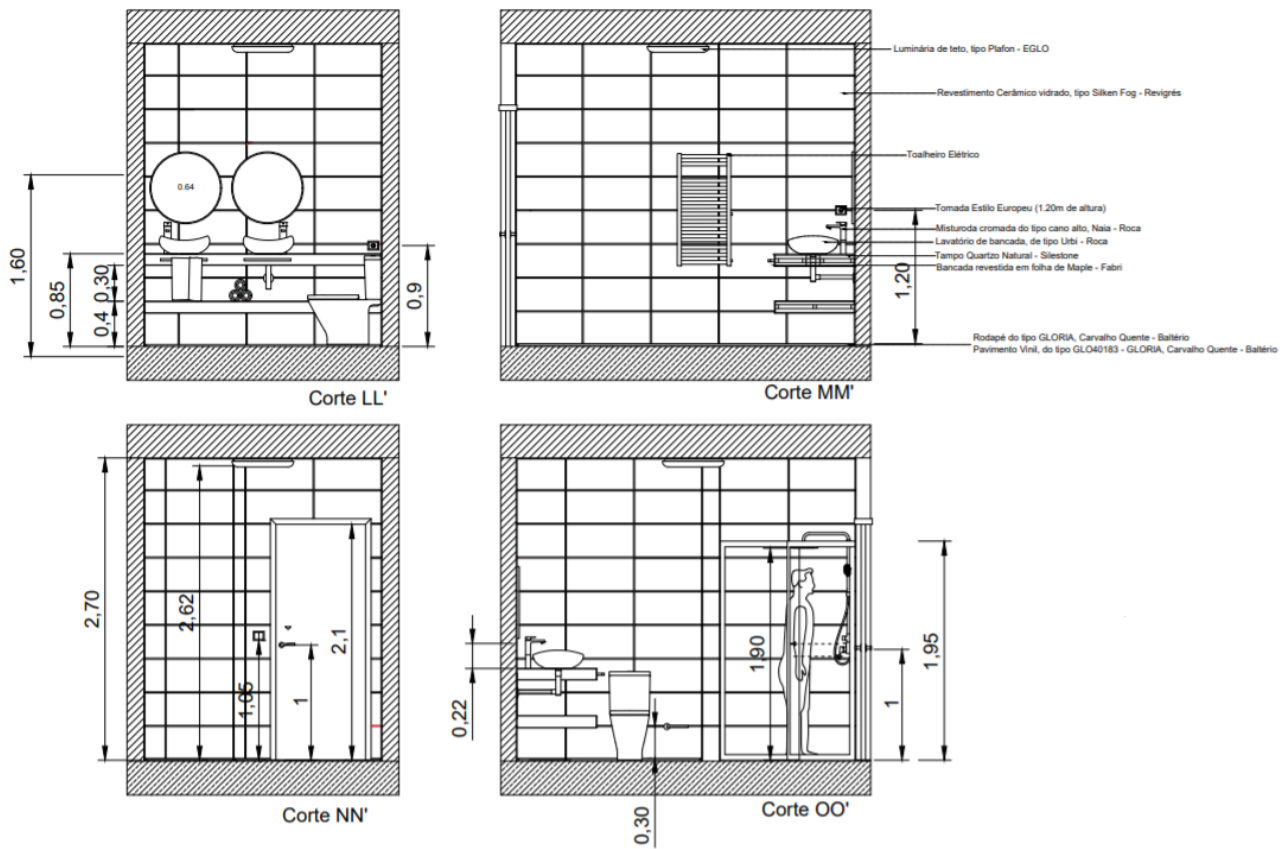 Luminária de teto, tipo Plafon - EGLO
Revestimento Cerâmico vidrado, tipo Silken Fog - Revigrés
Toalheiro Elétrico
0.64
Tomada Estilo Europeu (1.20m de altura)
Misturoda cromada do tipo cano alto, Naia - Roca
Lavatório de bancada, de tipo Urbi - Roca
Tampo Quartzo Natural - Silestone
Bancada revestida em folha de Maple - Fabri
1,60
0,85
0,30
0,4
0,9
1,20
Rodapé do tipo GLORIA, Carvalho Quente - Baltério
Pavimento Vinil, do tipo GLO40183 - GLORIA, Carvalho Quente - Baltério
Corte LL'
Corte MM'
2,70
2,62
1,05
1
2,1
0,22
1,90
1
1,95
0,30
Corte NN'
Corte OO'